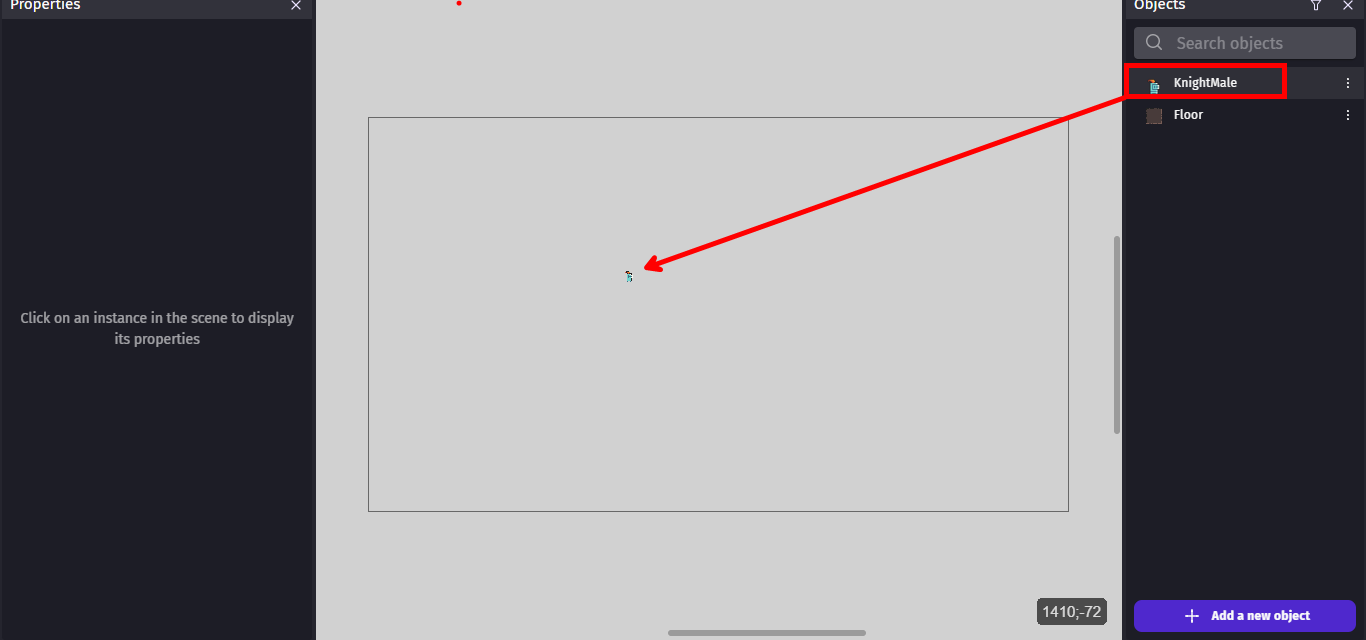 Properties
Click on an instance in the scene to display
its properties
1410;-72
Objects
Search objects
KnightMale
Floor
Add a new object